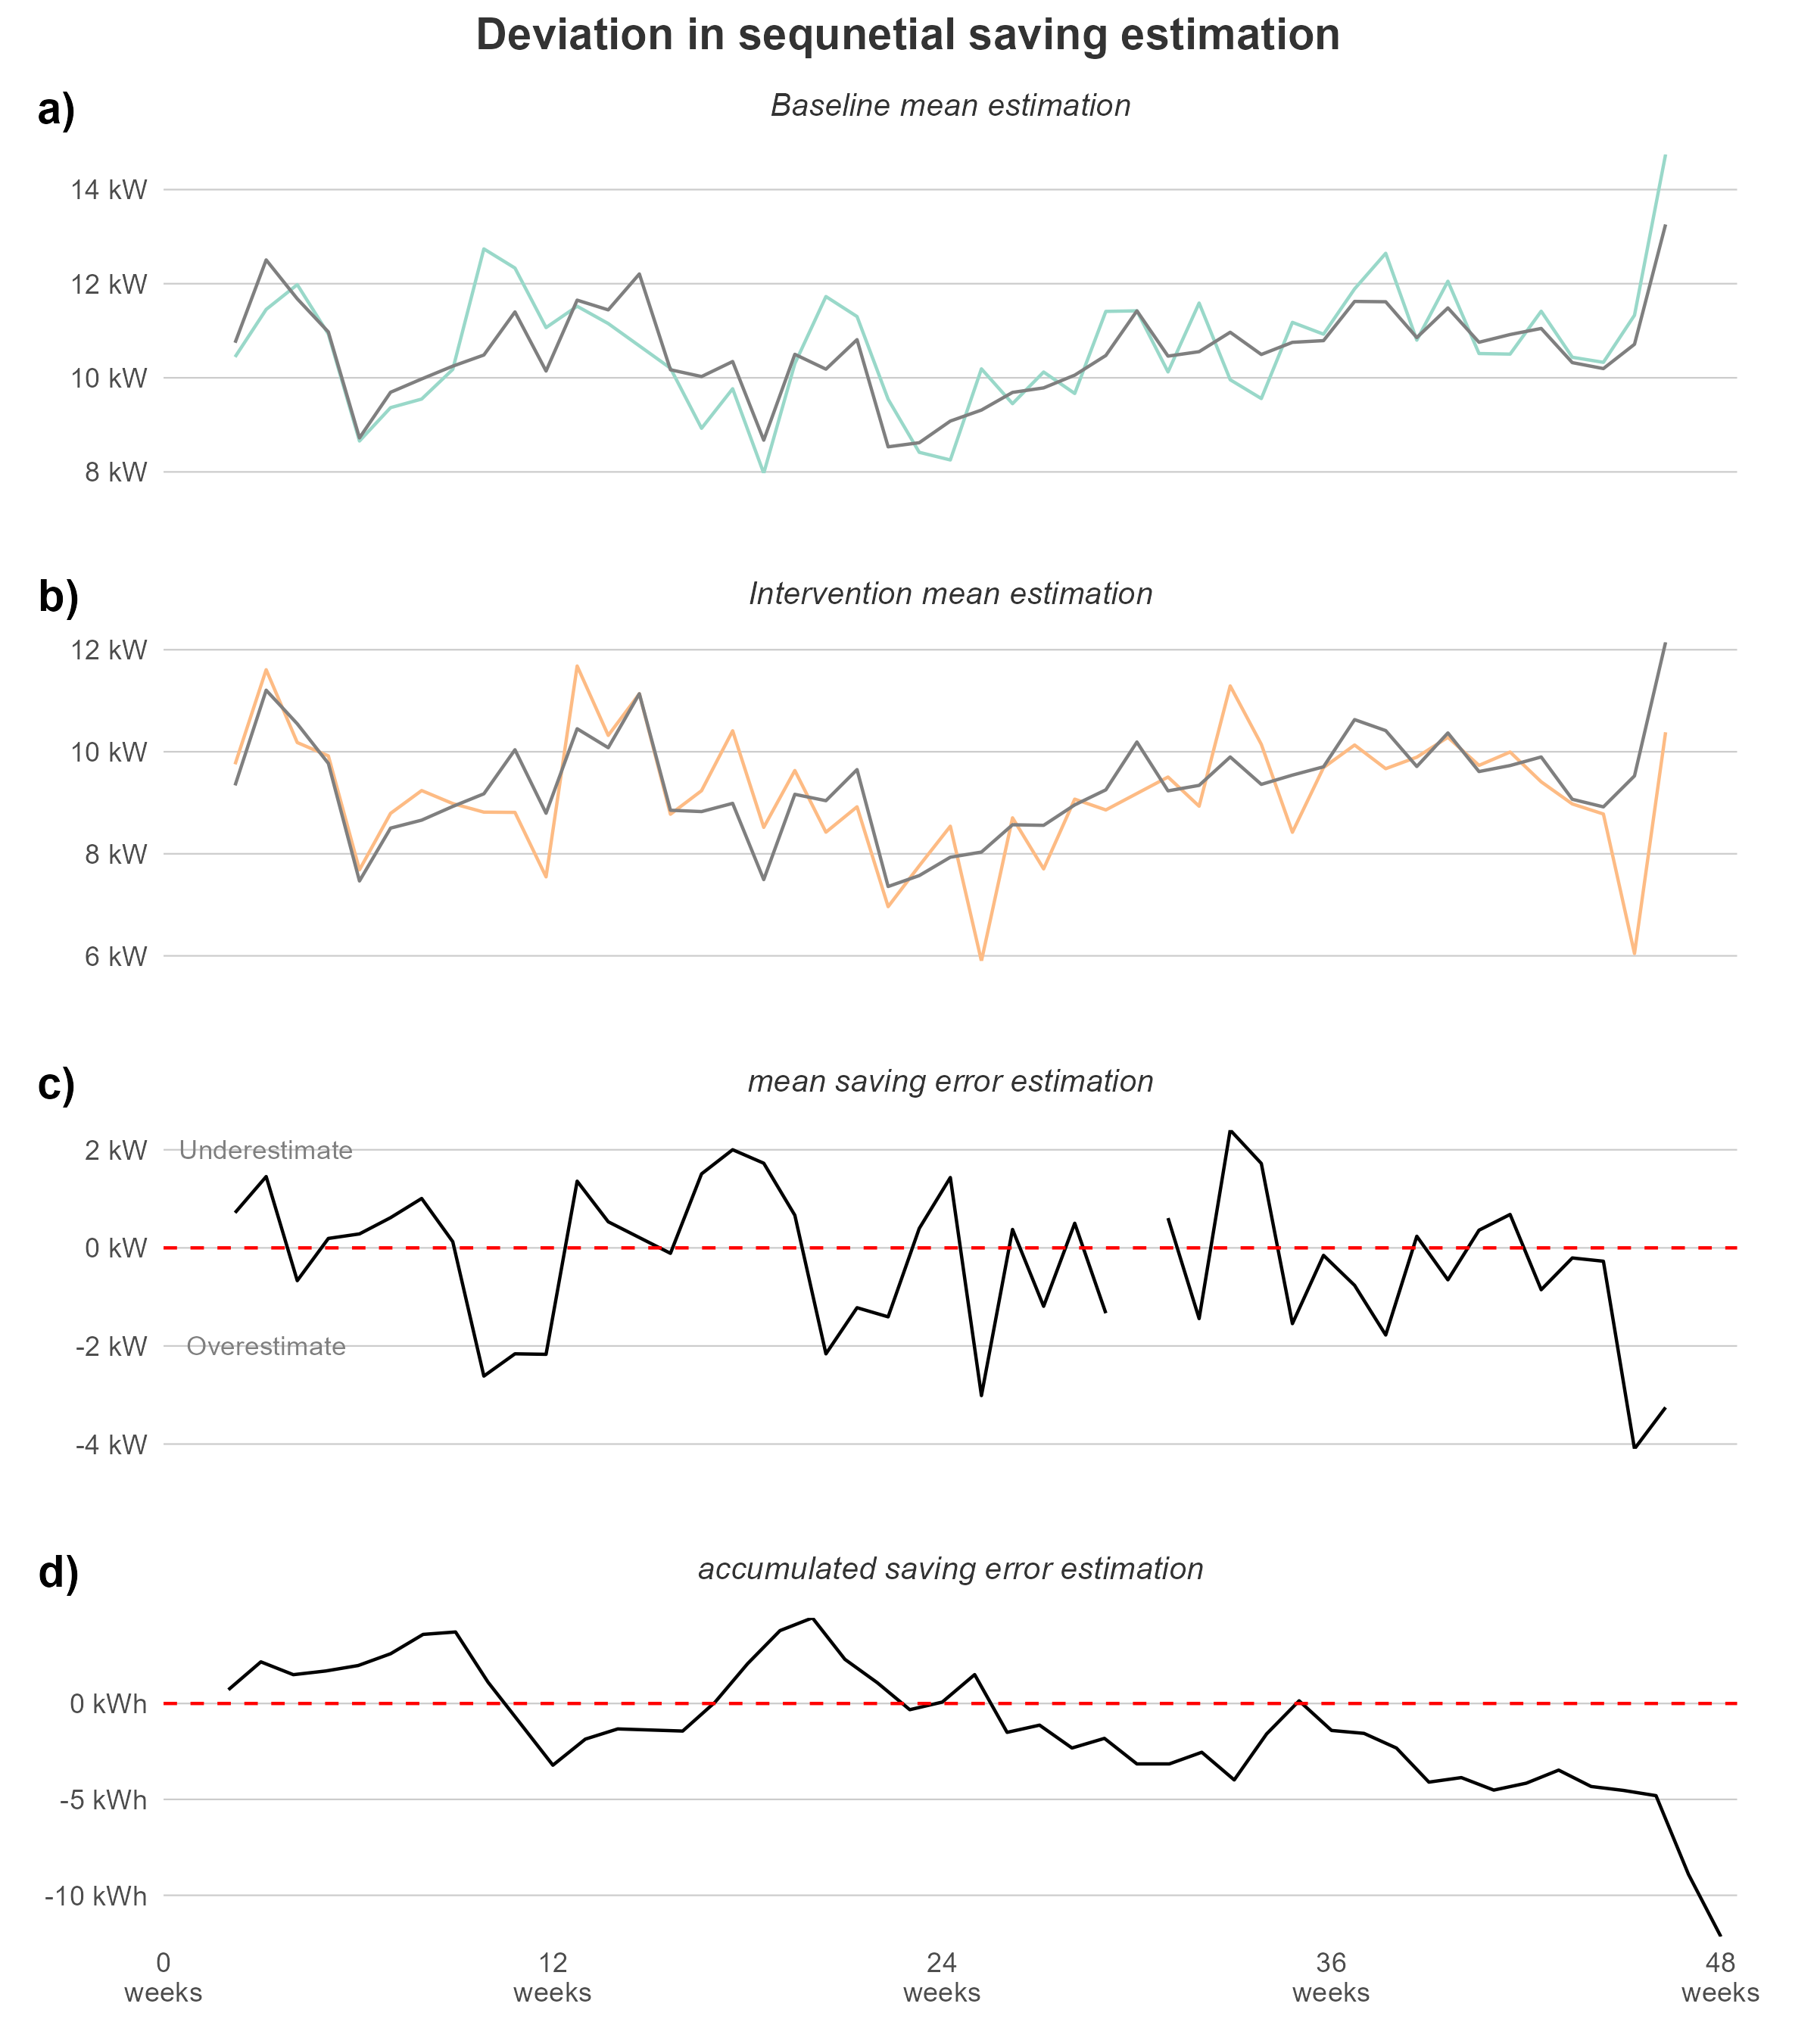 Deviation in sequnetial saving estimation
a)
Baseline mean estimation
14 kW
12 kW
10 kW
8 kW
b)
Intervention mean estimation
12 kW
10 kW
8 kW
6 kW
c)
mean saving error estimation
2 kW
Underestimate
0 kW
-2 kW
Overestimate
-4 kW
d)
accumulated saving error estimation
0 kWh
-5 kWh
-10 kWh
0
weeks
12
weeks
24
weeks
36
weeks
48
weeks